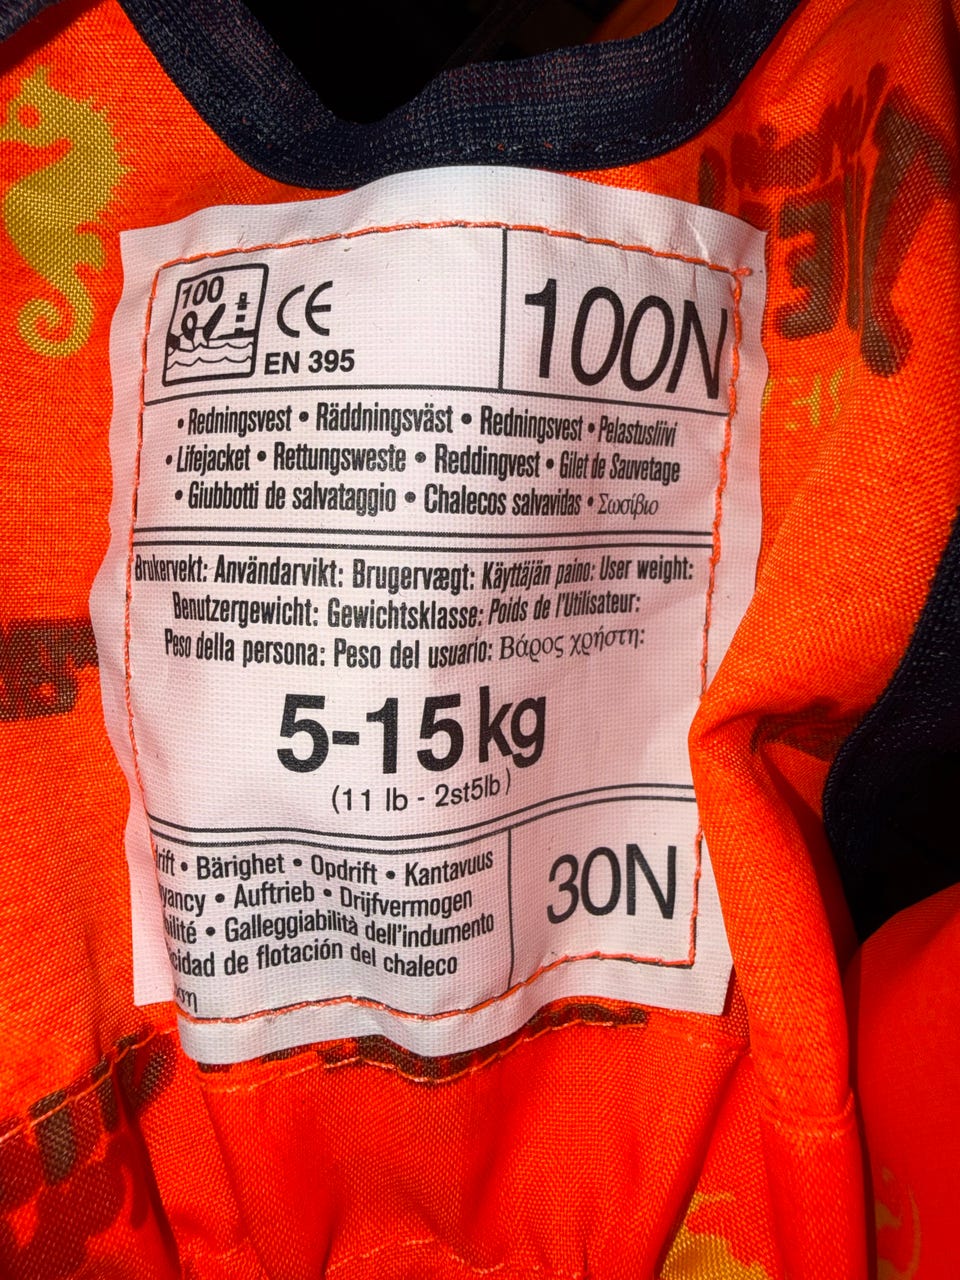 100
CE
EN 395
100N
• Redningsvest • Räddningsväst • Redningsvest • Pelastusliivi
• Lifejacket • Rettungsweste • Reddingvest • Gilet de Sauvetage
• Giubbotti de salvataggio • Chalecos salvavidas • Σωσίβιο
Brukervekt: Användarvikt: Brugervægt: Käyttäjän paino: User weight:
Benutzergewicht: Gewichtsklasse: Poids de l'Utilisateur:
Peso della persona: Peso del usuario: Βάρος χρήστη:
5-15kg
(11 lb - 2st5lb)
• Bärighet • Opdrift • Kantavuus
• Auftrieb • Drijfvermogen
• Galleggiabilità dell'indumento
de flotación del chaleco
30N